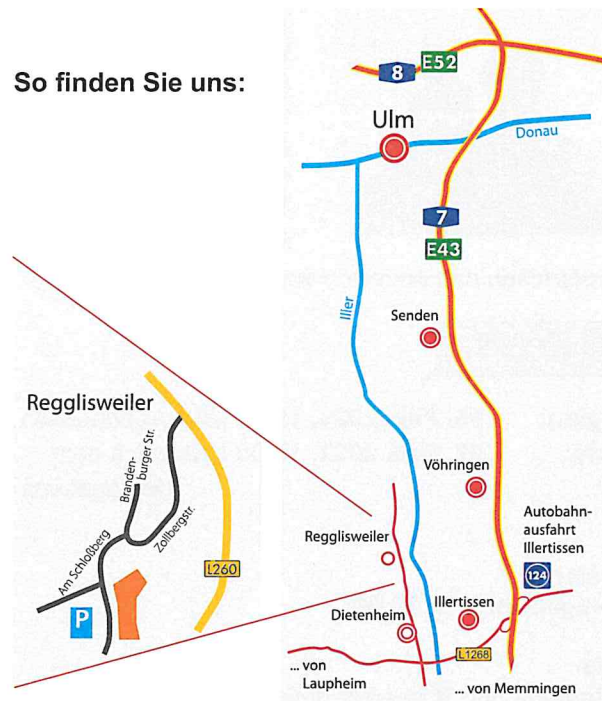 So finden Sie uns:
8
E52
Ulm
Donau
7
E43
Iller
Senden
Vöhringen
Autobahn-
ausfahrt
Illertissen
124
Regglisweiler
Dietenheim
Illertissen
L1268
... von
Laupheim
... von Memmingen
Regglisweiler
Branden-
burger Str.
Zollbergstr.
Am Schloßberg
L260
P